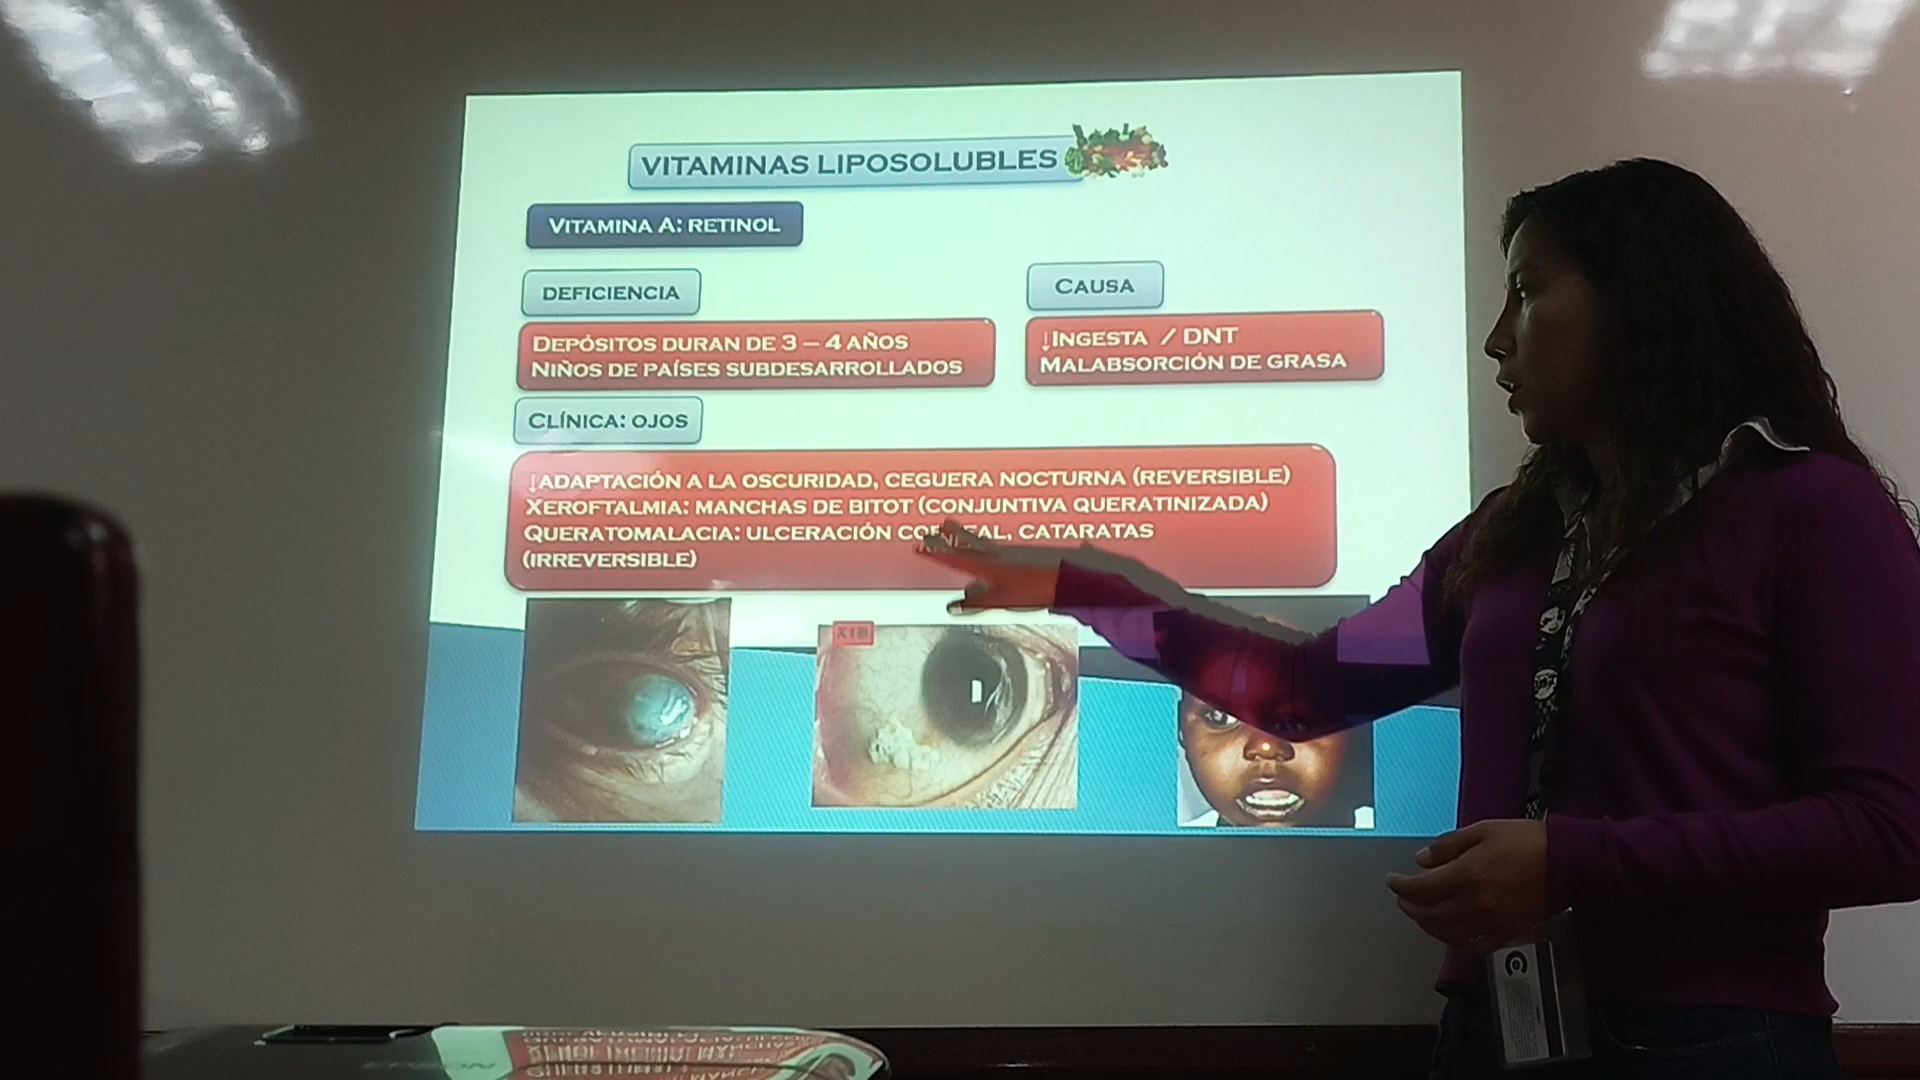 VITAMINAS LIPOSOLUBLES
VITAMINA A: RETINOL
DEFICIENCIA
CAUSA
DEPÓSITOS DURAN DE 3 – 4 AÑOS
NIÑOS DE PAÍSES SUBDESARROLLADOS
↓INGESTA / DNT
MALABSORCIÓN DE GRASA
CLÍNICA: OJOS
↓ADAPTACIÓN A LA OSCURIDAD, CEGUERA NOCTURNA (REVERSIBLE)
XEROFTALMIA: MANCHAS DE BITOT (CONJUNTIVA QUERATINIZADA)
QUERATOMALACIA: ULCERACIÓN CORNEAL, CATARATAS
(IRREVERSIBLE)
X1B